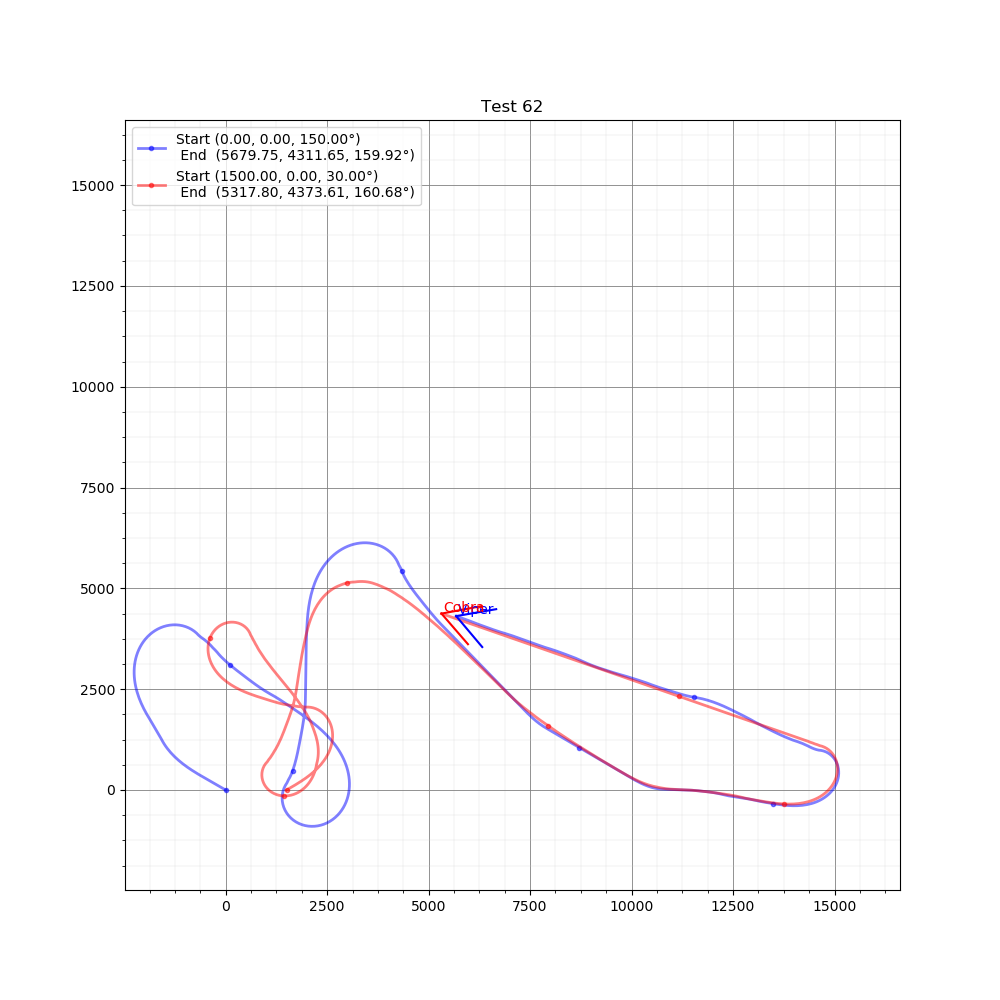 Test 62
Start (0.00, 0.00, 150.00°)
End (5679.75, 4311.65, 159.92°)
Start (1500.00, 0.00, 30.00°)
End (5317.80, 4373.61, 160.68°)
15000
12500
10000
7500
5000
2500
0
Cobra
Viper
0
2500
5000
7500
10000
12500
15000